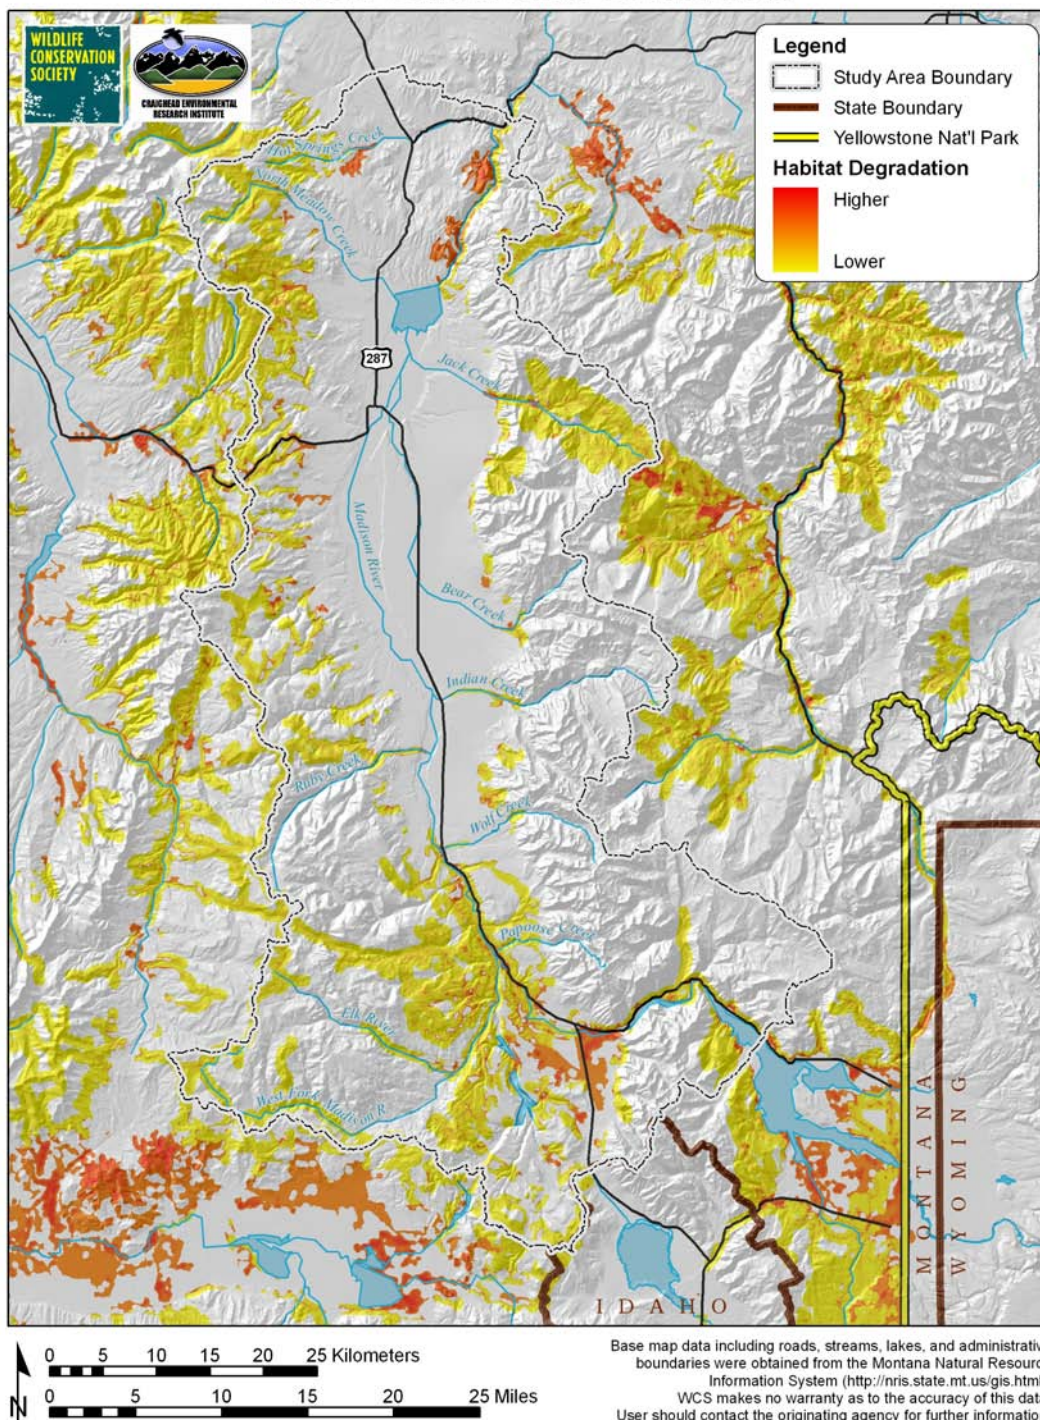 WILDLIFE
CONSERVATION
SOCIETY
CRAIGHEAD ENVIRONMENTAL
RESEARCH INSTITUTE
Legend
Study Area Boundary
State Boundary
Yellowstone Nat'l Park
Habitat Degradation
Higher
Lower
Hot Springs Creek
North Meadow Creek
287
Jack Creek
Madison River
Bear Creek
Indian Creek
Ruby Creek
Wolf Creek
Papoose Creek
Elk River
West Fork Madison R.
MONTANA
WYOMING
IDAHO
N
0 5 10 15 20 25 Kilometers
0 5 10 15 20 25 Miles
Base map data including roads, streams, lakes, and administrativ
boundaries were obtained from the Montana Natural Resourc
Information System (http://nris.state.mt.us/gis.html
WCS makes no warranty as to the accuracy of this data
User should contact the originating agency for further information